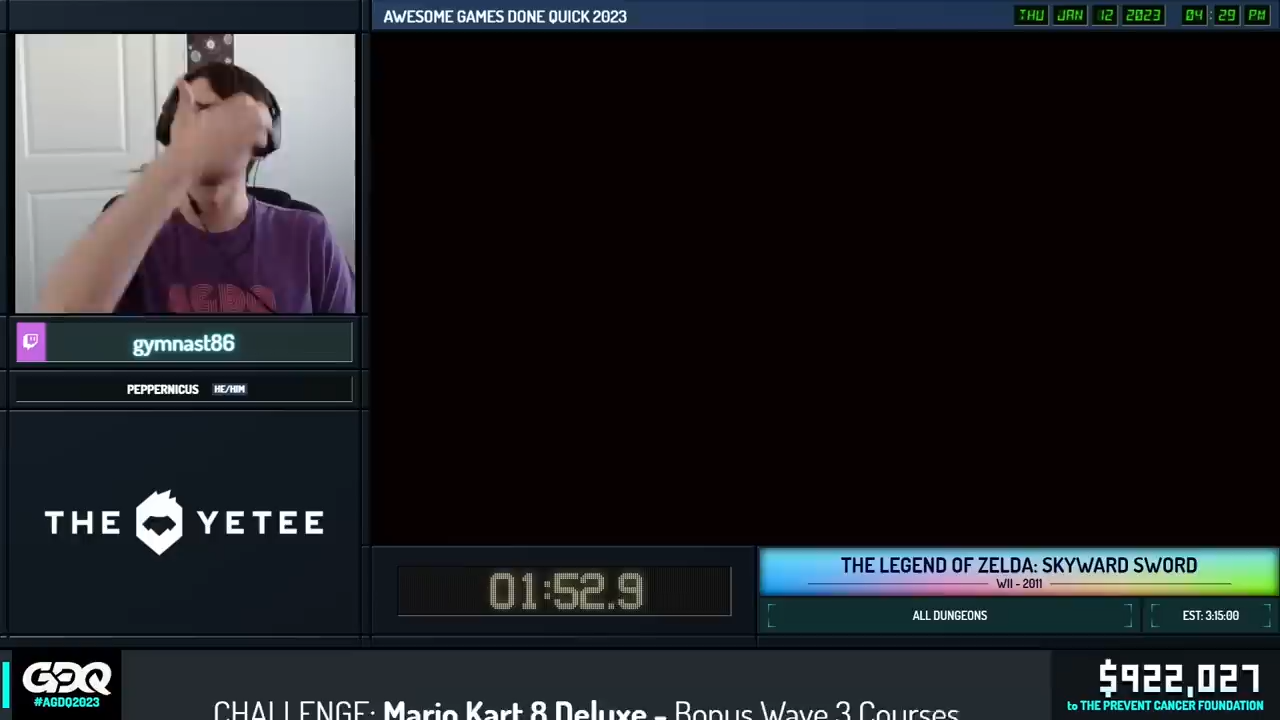 AWESOME GAMES DONE QUICK 2023
THU JAN 12 2023 04:29 PM
gymnast86
PEPPERNICUS HE/HIM
THE YETEE
01:52.9
THE LEGEND OF ZELDA: SKYWARD SWORD
WII - 2011
ALL DUNGEONS
EST: 3:15:00
GDQ
#AGDQ2023
CHALLENGE: Mario Kart 8 Deluxe - Bonus Wave 3 Courses
$922,027
to THE PREVENT CANCER FOUNDATION